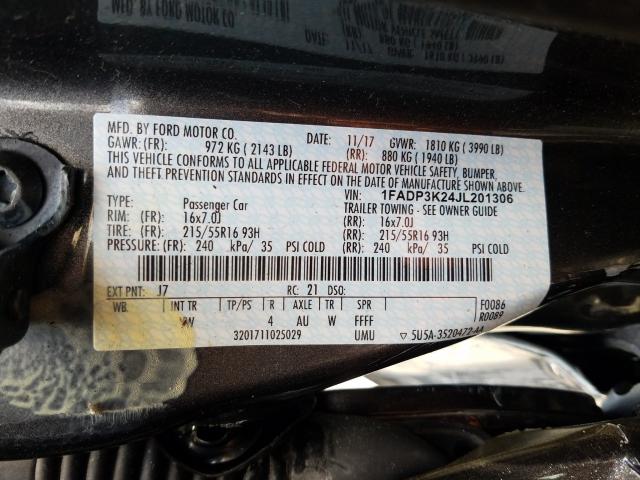 MFD. BY FORD MOTOR CO. DATE: 11/17 GVWR: 1810 KG ( 3990 LB)
GAWR: (FR): 972 KG ( 2143 LB) (RR): 880 KG ( 1940 LB)
THIS VEHICLE CONFORMS TO ALL APPLICABLE FEDERAL MOTOR VEHICLE SAFETY, BUMPER,
AND THEFT PREVENTION STANDARDS IN EFFECT ON THE DATE OF MANUFACTURE SHOWN ABOVE.
VIN: 1FADP3K24JL201306
TYPE: Passenger Car TRAILER TOWING - SEE OWNER GUIDE
RIM: (FR): 16x7.0J (RR): 16x7.0J
TIRE: (FR): 215/55R16 93H (RR): 215/55R16 93H
PRESSURE: (FR): 240 kPa/ 35 PSI COLD (RR): 240 kPa/ 35 PSI COLD
EXT PNT: J7 RC: 21 DSO: F0086
R0089
WB INT TR TP/PS R AXLE TR SPR
4 AU W FFFF
3201711025029 UMU ▽ 5U5A-3520472-AA